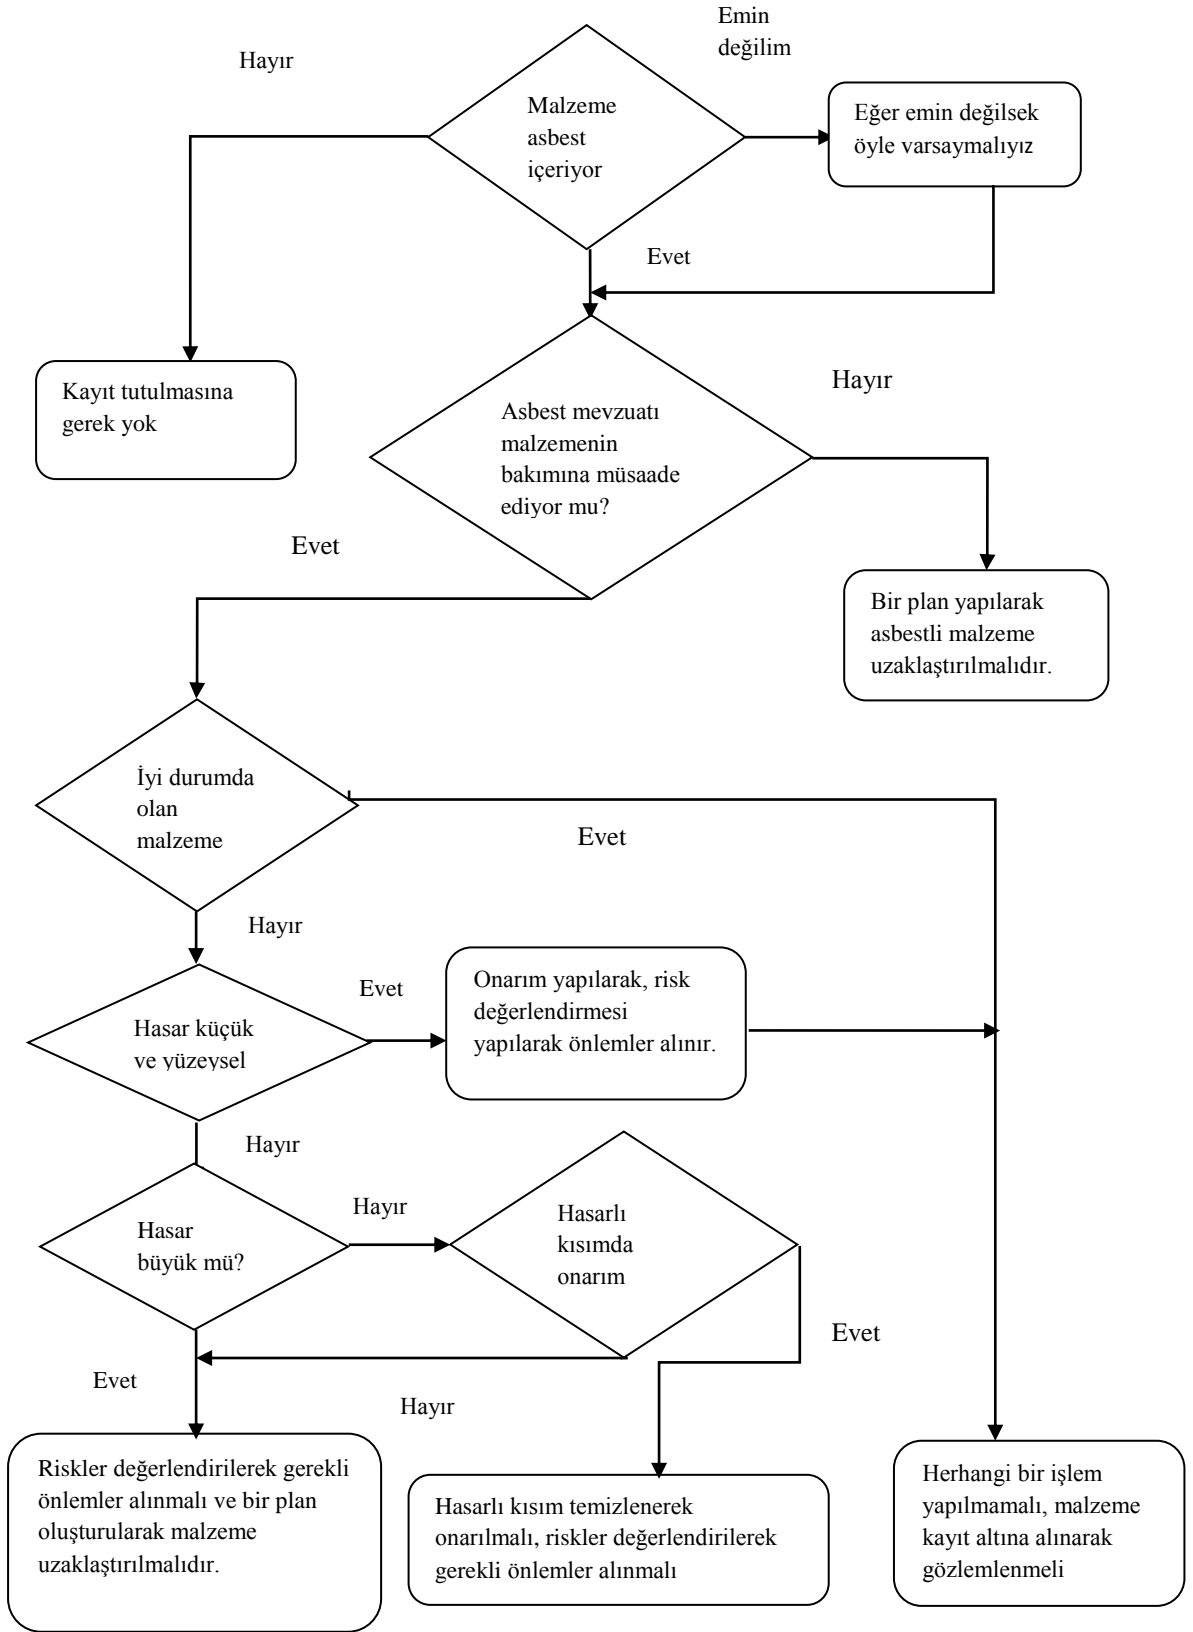 Emin
değilim
Hayır
Malzeme
asbest
içeriyor
Eğer emin değilsek
öyle varsaymalıyız
Evet
Kayıt tutulmasına
gerek yok
Hayır
Asbest mevzuatı
malzemenin
bakımına müsaade
ediyor mu?
Evet
Bir plan yapılarak
asbestli malzeme
uzaklaştırılmalıdır.
İyi durumda
olan
malzeme
Evet
Hayır
Evet
Onarım yapılarak, risk
değerlendirmesi
yapılarak önlemler alınır.
Hasar küçük
ve yüzeysel
Hayır
Hayır
Hasar
büyük mü?
Hasarlı
kısımda
onarım
Evet
Evet
Hayır
Riskler değerlendirilerek gerekli
önlemler alınmalı ve bir plan
oluşturularak malzeme
uzaklaştırılmalıdır.
Hasarlı kısım temizlenerek
onarılmalı, riskler değerlendirilerek
gerekli önlemler alınmalı
Herhangi bir işlem
yapılmamalı, malzeme
kayıt altına alınarak
gözlemlenmeli